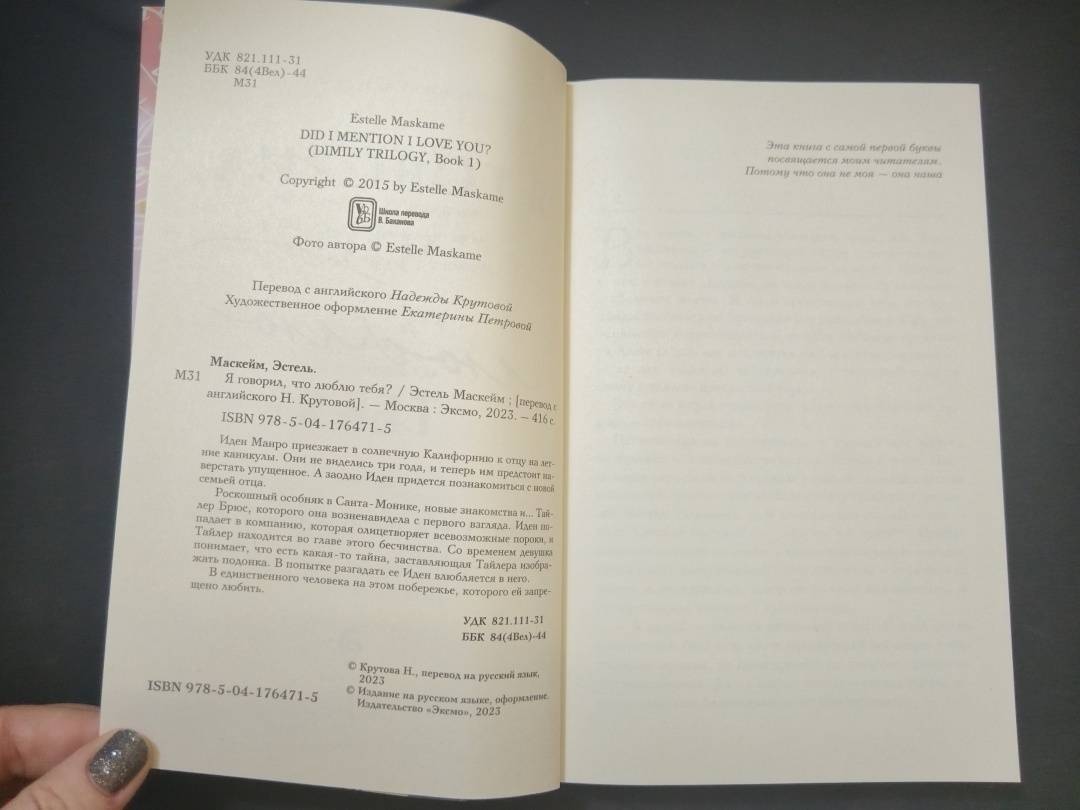 УДК 821.111-31
ББК 84(4Вел)-44
М31
Estelle Maskame
DID I MENTION I LOVE YOU?
(DIMILY TRILOGY, Book 1)
Copyright © 2015 by Estelle Maskame
Школа перевода
В. Баканова
Фото автора © Estelle Maskame
Перевод с английского Надежды Крутовой
Художественное оформление Екатерины Петровой
Маскейм, Эстель.
М31
Я говорил, что люблю тебя? / Эстель Маскейм ; [перевод с
английского Н. Крутовой]. — Москва : Эксмо, 2023. — 416 с.
ISBN 978-5-04-176471-5
Иден Манро приезжает в солнечную Калифорнию к отцу на лет-
ние каникулы. Они не виделись три года, и теперь им предстоит на-
верстать упущенное. А заодно Иден придется познакомиться с новой
семьей отца.
Роскошный особняк в Санта-Монике, новые знакомства и... Тай-
лер Брюс, которого она возненавидела с первого взгляда. Иден по-
падает в компанию, которая олицетворяет всевозможные пороки, и
Тайлер находится во главе этого бесчинства. Со временем девушка
понимает, что есть какая-то тайна, заставляющая Тайлера изобра-
жать подонка. В попытке разгадать ее Иден влюбляется в него.
В единственного человека на этом побережье, которого ей запре-
щено любить.
УДК 821.111-31
ББК 84(4Вел)-44
© Крутова Н., перевод на русский язык,
2023
© Издание на русском языке, оформление.
Издательство «Эксмо», 2023
ISBN 978-5-04-176471-5
Эта книга с самой первой буквы
посвящается моим читателям.
Потому что она не моя — она наша